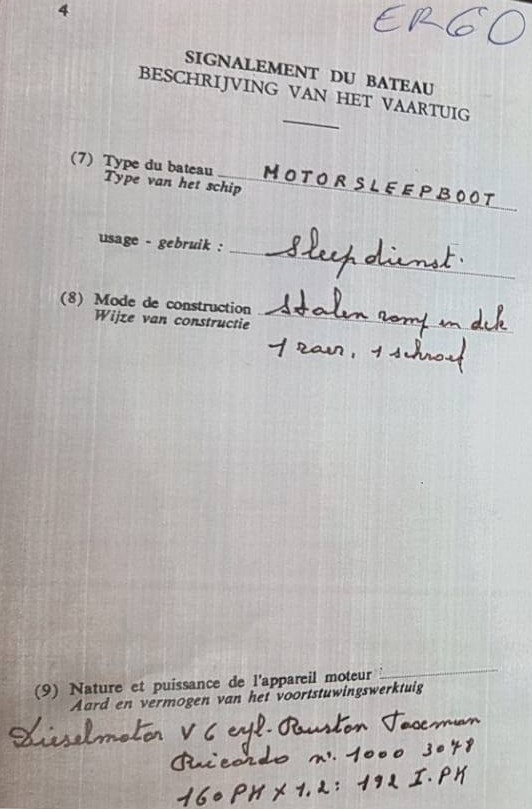 4
ERGO
SIGNALEMENT DU BATEAU
BESCHRIJVING VAN HET VAARTUIG
(7) Type du bateau MOTORSLEEPBOOT
Type van het schip
usage - gebruik : Sleepdienst.
(8) Mode de construction Stalen romp en dek
Wijze van constructie
1 roer, 1 schroef
(9) Nature et puissance de l'appareil moteur :
Aard en vermogen van het voortstuwingswerktuig
Dieselmotor V 6 cyl. Ruston Paxman
Ricardo nr. 1000 3048
160 PK X 1.2 : 192 I.PK